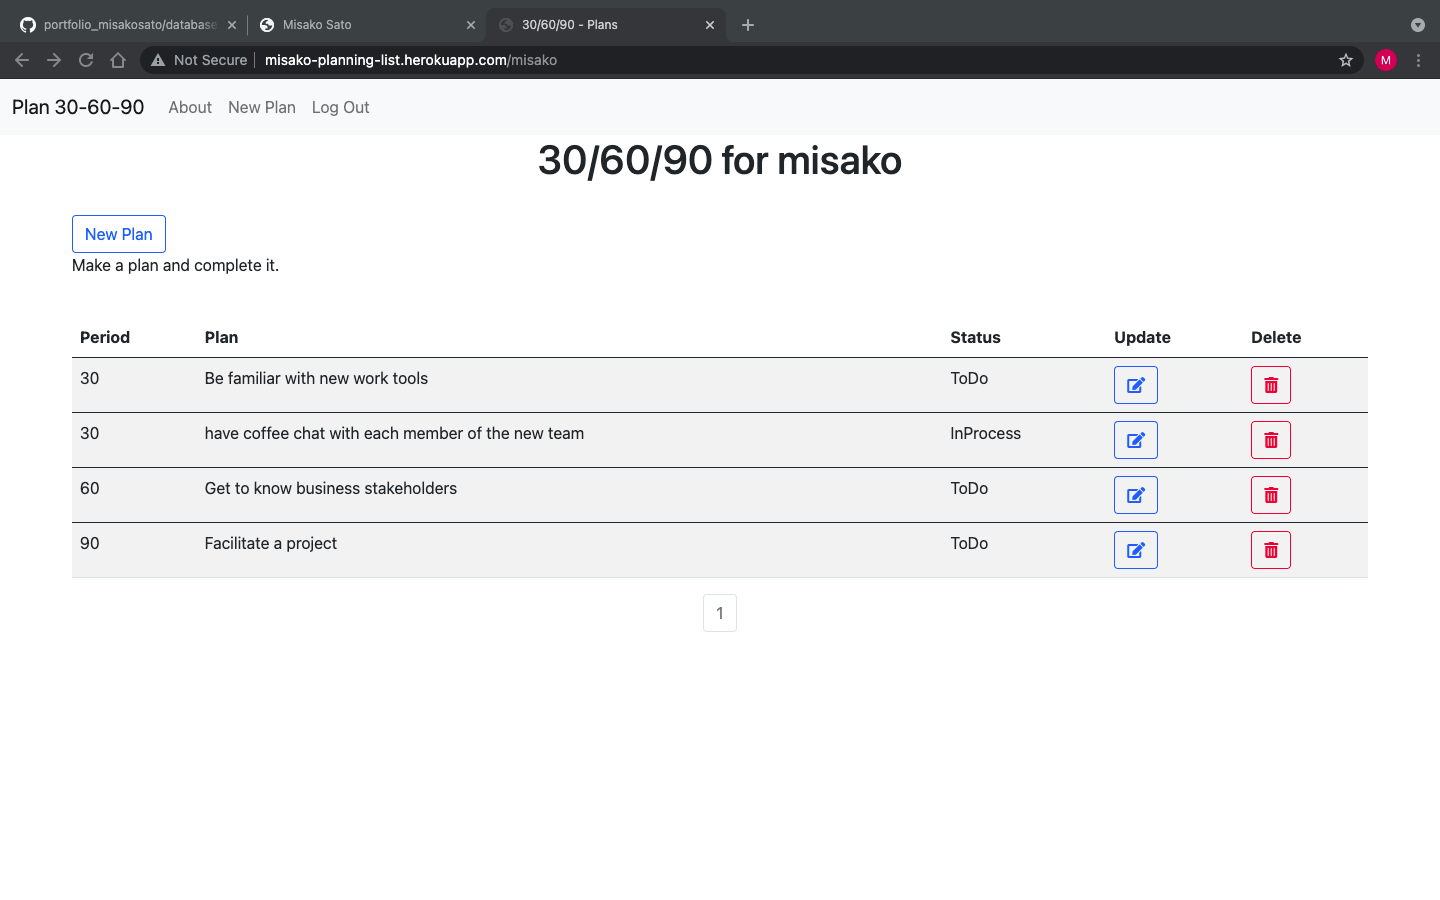 portfolio_misakosato/database
Misako Sato
30/60/90 - Plans
Not Secure
misako-planning-list.herokuapp.com/misako
M
Plan 30-60-90 About New Plan Log Out
30/60/90 for misako
New Plan
Make a plan and complete it.
Period Plan Status Update Delete
30 Be familiar with new work tools ToDo
30 have coffee chat with each member of the new team InProcess
60 Get to know business stakeholders ToDo
90 Facilitate a project ToDo
1